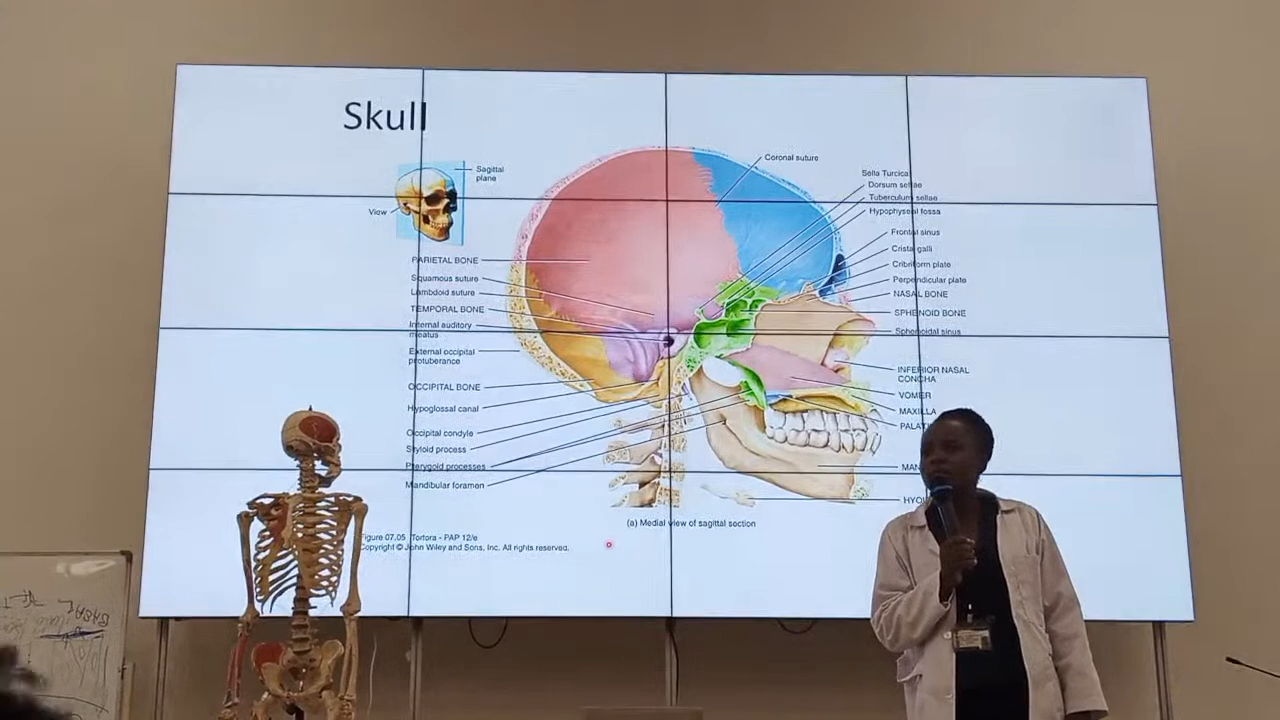 Skull
Sagittal
plane
View
PARIETAL BONE
Squamous suture
Lambdoid suture
TEMPORAL BONE
Internal auditory
meatus
External occipital
protuberance
OCCIPITAL BONE
Hypoglossal canal
Occipital condyle
Styloid process
Pterygoid processes
Mandibular foramen
Coronal suture
Sella Turcica
Dorsum sellae
Tuberculum sellae
Hypophyseal fossa
Frontal sinus
Crista galli
Cribriform plate
Perpendicular plate
NASAL BONE
SPHENOID BONE
Sphenoidal sinus
INFERIOR NASAL
CONCHA
VOMER
MAXILLA
PALAT
MAN
HYO
(a) Medial view of sagittal section
Figure 07.05 Tortora - PAP 12/e
Copyright © John Wiley and Sons, Inc. All rights reserved.